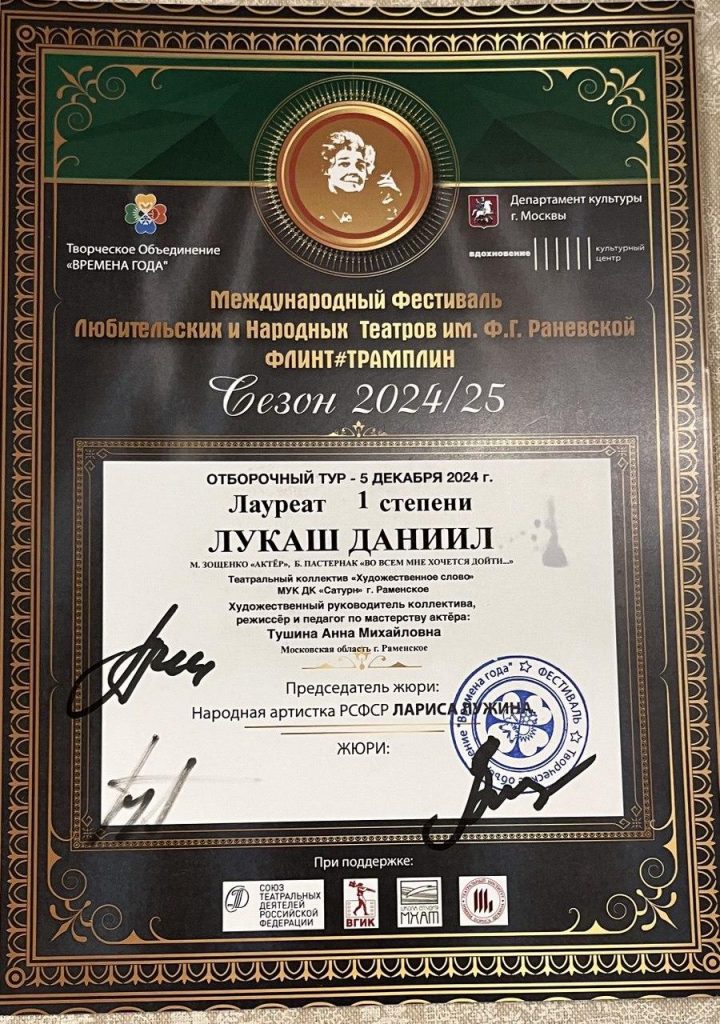 Творческое Объединение
«ВРЕМЕНА ГОДА"
Департамент культуры
г. Москвы
вдохновение
культурный
центр
Международный Фестиваль
Любительских и Народных Театров им. Ф.Г. Раневской
ФЛИНТ#ТРАМПЛИН
Сезон 2024/25
ОТБОРОЧНЫЙ ТУР - 5 ДЕКАБРЯ 2024 г.
Лауреат 1 степени
ЛУКАШ ДАНИИЛ
М. ЗОЩЕНКО «АКТЁР», Б. ПАСТЕРНАК «ВО ВСЕМ МНЕ ХОЧЕТСЯ ДОЙТИ...»
Театральный коллектив «Художественное слово»
МУК ДК «Сатурн» г. Раменское
Художественный руководитель коллектива,
режиссёр и педагог по мастерству актёра:
Тушина Анна Михайловна
Московская область г. Раменское
Председатель жюри:
Народная артистка РСФСР ЛАРИСА ЛУЖИНА
ЖЮРИ:
Творческое объединение "Времена года" ФЕСТИВАЛЬ
При поддержке:
СОЮЗ
ТЕАТРАЛЬНЫХ
ДЕЯТЕЛЕЙ
РОССИЙСКОЙ
ФЕДЕРАЦИИ
ВГИК
МХАТ